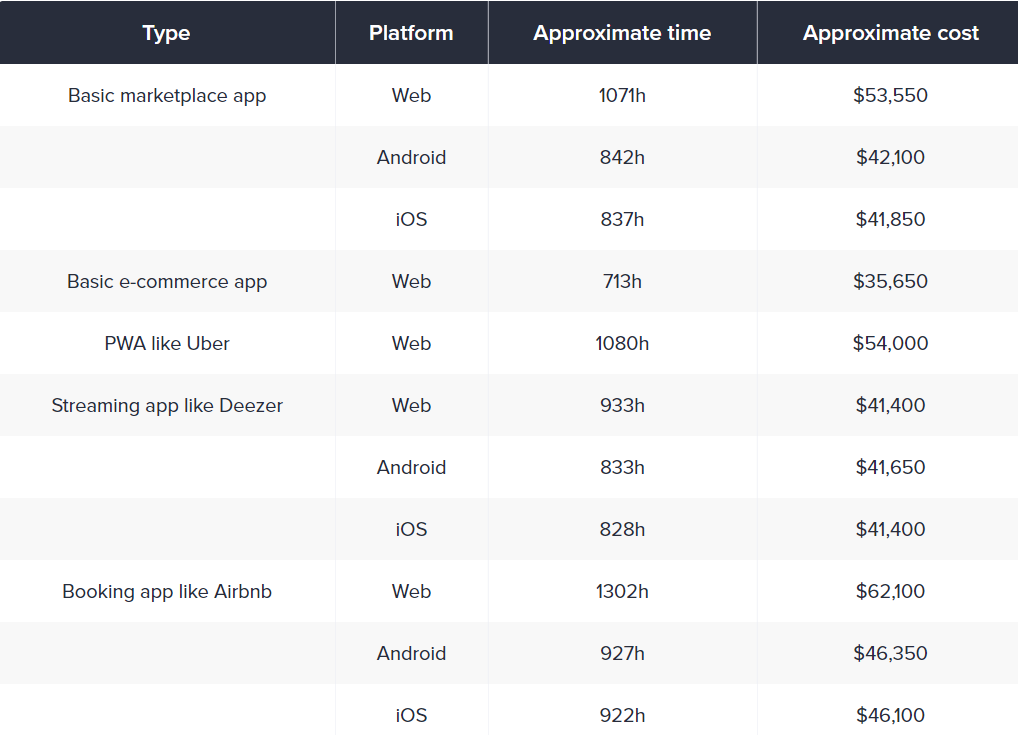 Type Platform Approximate time Approximate cost
Basic marketplace app Web 1071h $53,550
Android 842h $42,100
iOS 837h $41,850
Basic e-commerce app Web 713h $35,650
PWA like Uber Web 1080h $54,000
Streaming app like Deezer Web 933h $41,400
Android 833h $41,650
iOS 828h $41,400
Booking app like Airbnb Web 1302h $62,100
Android 927h $46,350
iOS 922h $46,100